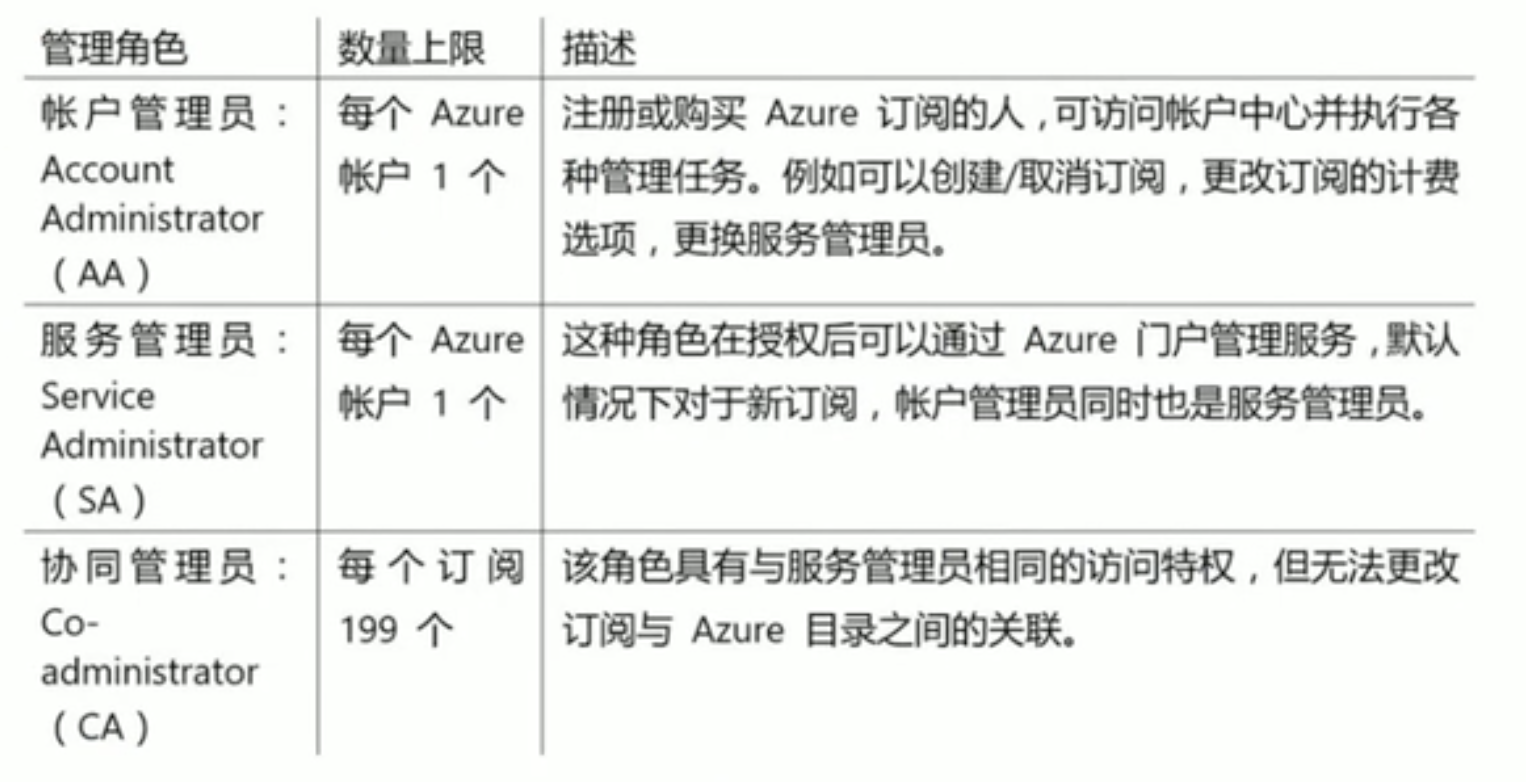 管理角色 数量上限 描述
帐户管理员：
Account
Administrator
（AA）
每个 Azure
帐户 1 个
注册或购买 Azure 订阅的人，可访问帐户中心并执行各
种管理任务。例如可以创建/取消订阅，更改订阅的计费
选项，更换服务管理员。
服务管理员：
Service
Administrator
（SA）
每个 Azure
帐户 1 个
这种角色在授权后可以通过 Azure 门户管理服务，默认
情况下对于新订阅，帐户管理员同时也是服务管理员。
协同管理员：
Co-
administrator
（CA）
每个订阅
199 个
该角色具有与服务管理员相同的访问特权，但无法更改
订阅与 Azure 目录之间的关联。